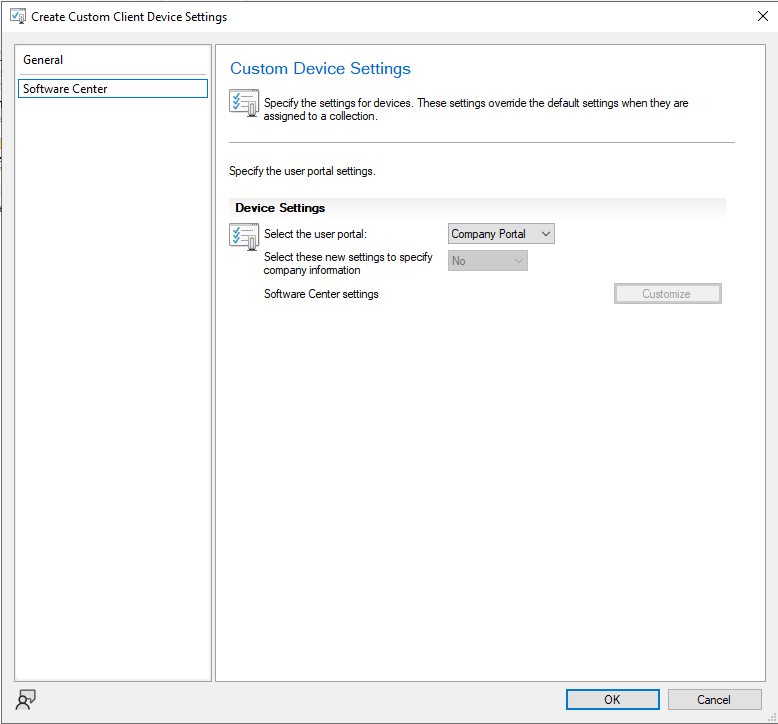 Create Custom Client Device Settings
General
Software Center
Custom Device Settings
Specify the settings for devices. These settings override the default settings when they are
assigned to a collection.
Specify the user portal settings.
Device Settings
Select the user portal:
Company Portal
Select these new settings to specify
company information
No
Software Center settings
Customize
OK
Cancel